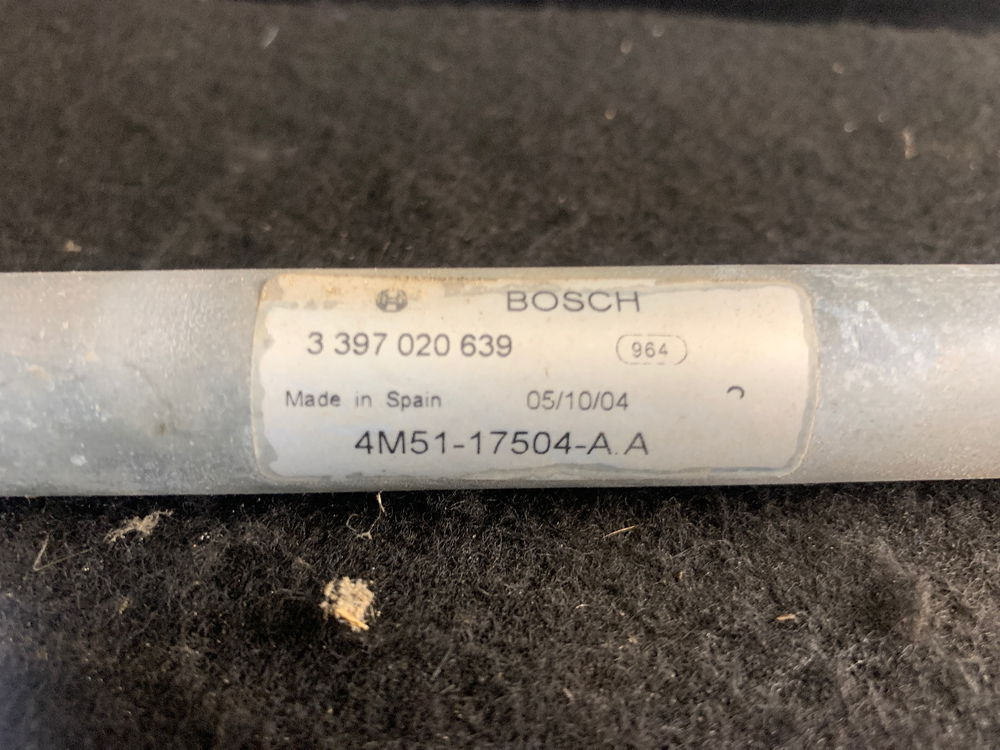 BOSCH
3 397 020 639 964
Made in Spain 05/10/04
4M51-17504-A.A